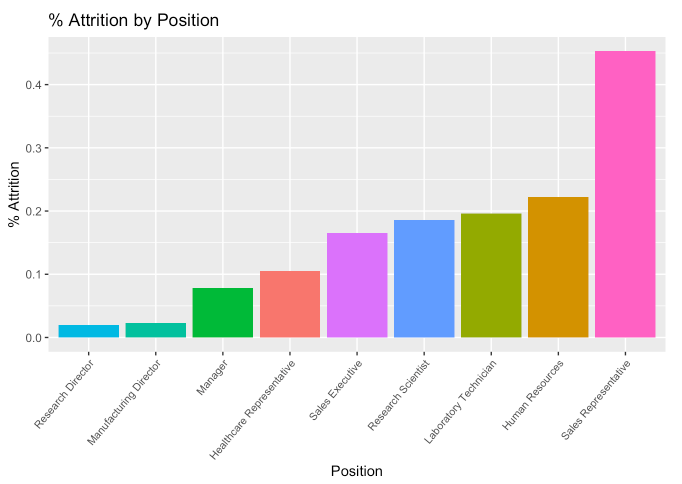 % Attrition by Position
% Attrition
0.4
0.3
0.2
0.1
0.0
Research Director
Manufacturing Director
Manager
Healthcare Representative
Sales Executive
Research Scientist
Laboratory Technician
Human Resources
Sales Representative
Position